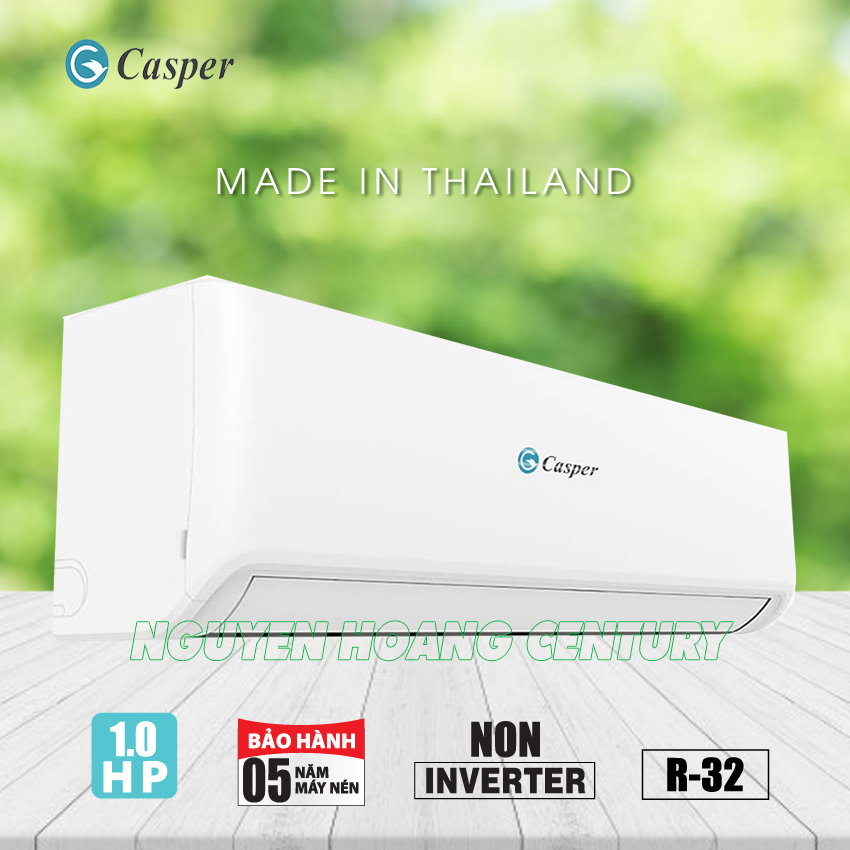 Casper
MADE IN THAILAND
Casper
NGUYEN HOANG CENTURY
1.0
HP
BẢO HÀNH
05 NĂM
MÁY NÉN
NON
INVERTER
R-32